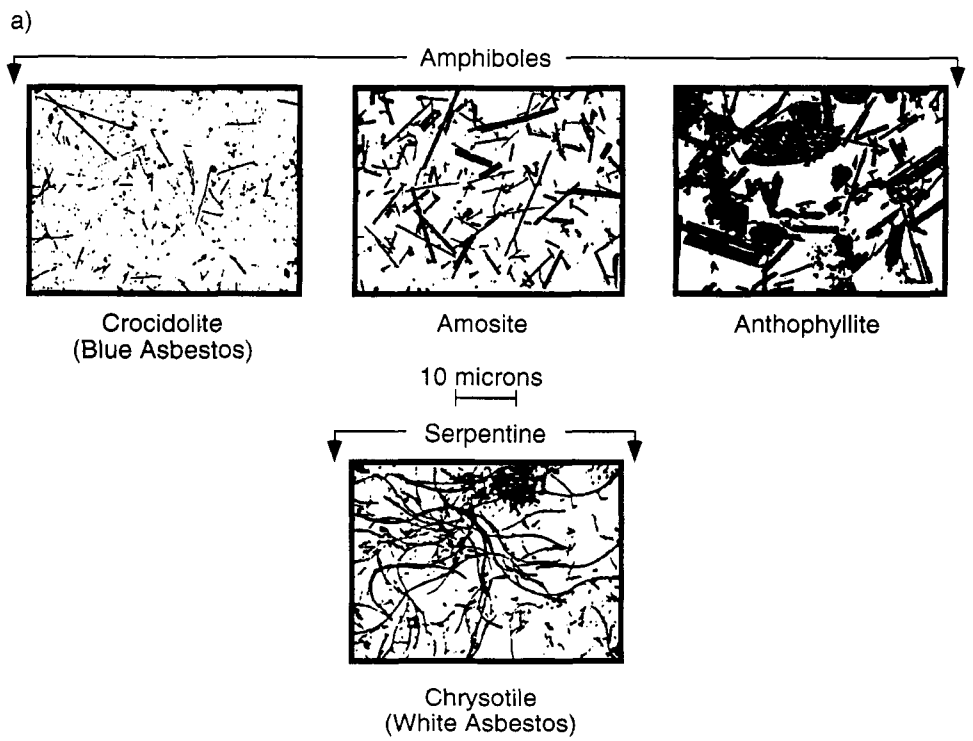 a)
Amphiboles
Crocidolite
(Blue Asbestos)
Amosite
Anthophyllite
10 microns
Serpentine
Chrysotile
(White Asbestos)